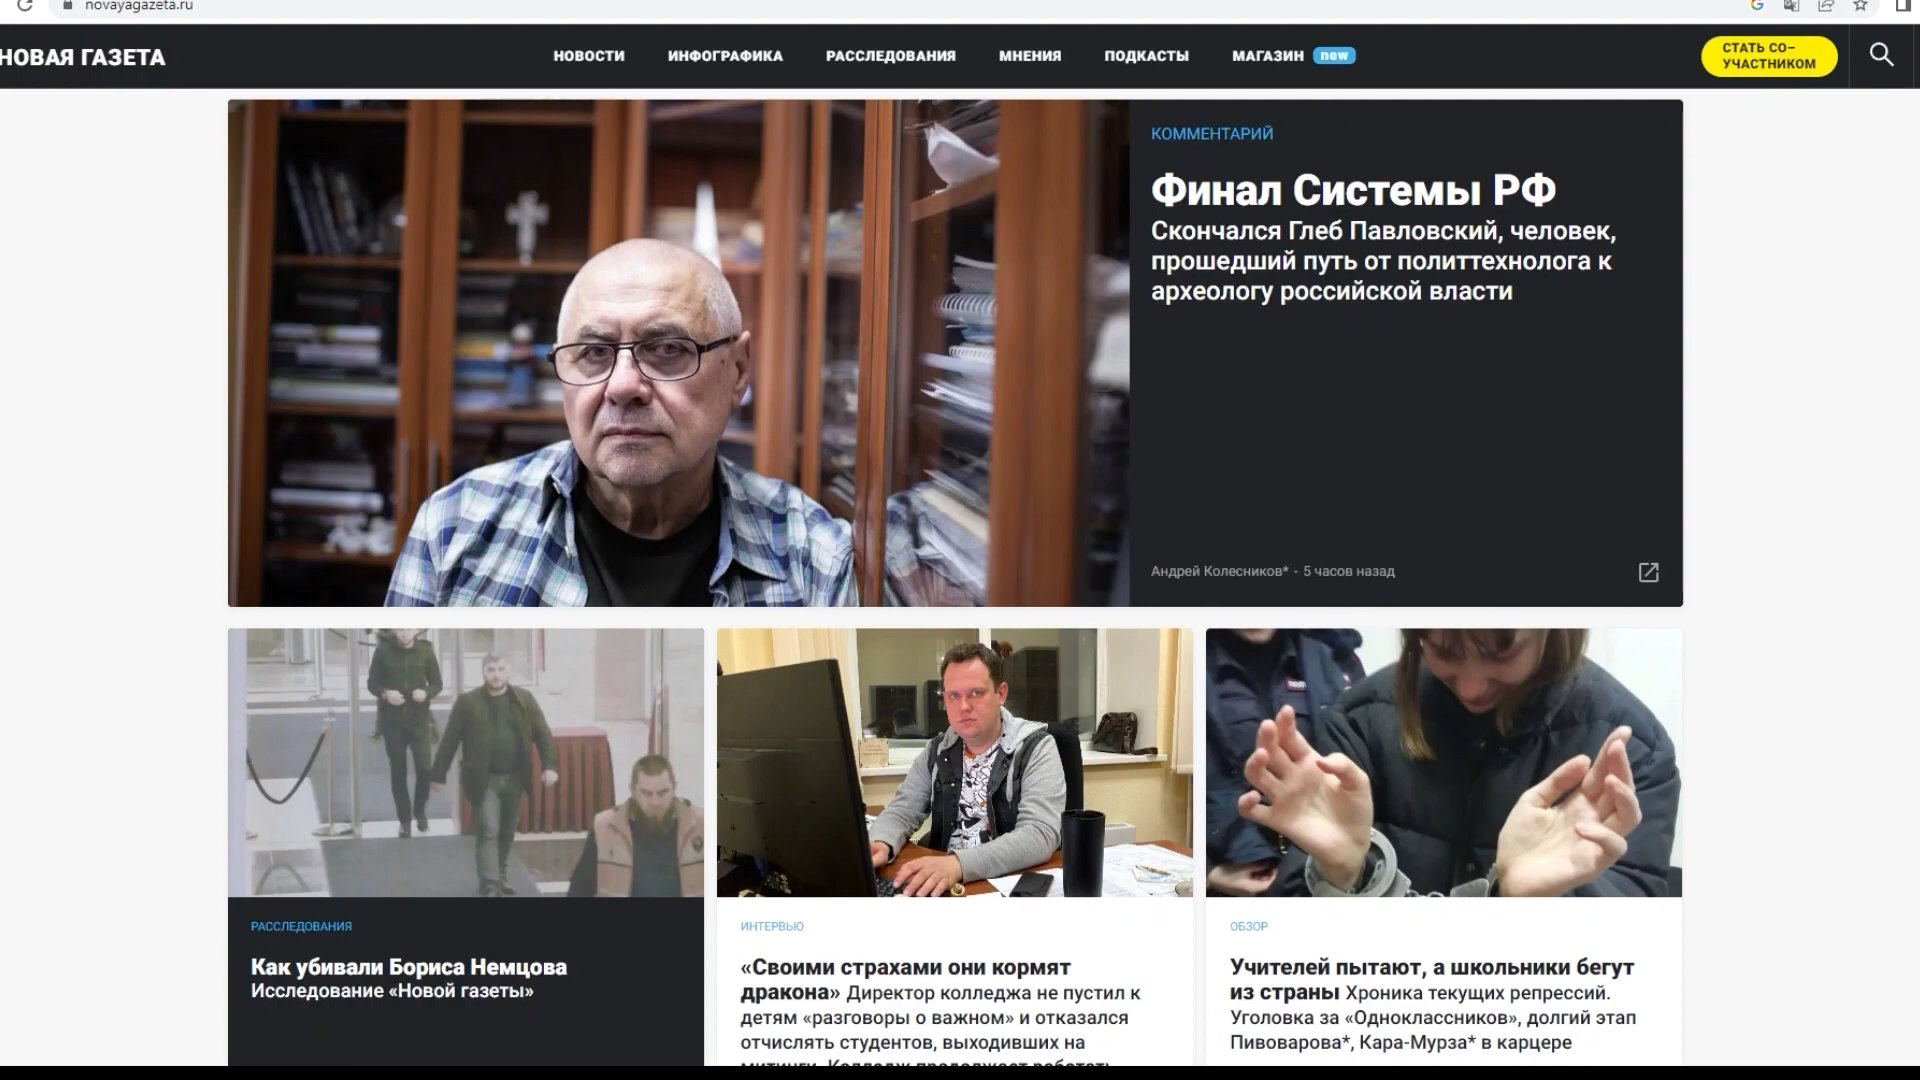 novayagazeta.ru
НОВАЯ ГАЗЕТА
НОВОСТИ
ИНФОГРАФИКА
РАССЛЕДОВАНИЯ
МНЕНИЯ
ПОДКАСТЫ
МАГАЗИН new
СТАТЬ СО-
УЧАСТНИКОМ
КОММЕНТАРИЙ
Финал Системы РФ
Скончался Глеб Павловский, человек,
прошедший путь от политтехнолога к
археологу российской власти
Андрей Колесников* - 5 часов назад
РАССЛЕДОВАНИЯ
Как убивали Бориса Немцова
Исследование «Новой газеты»
ИНТЕРВЬЮ
«Своими страхами они кормят
дракона» Директор колледжа не пустил к
детям «разговоры о важном» и отказался
отчислять студентов, выходивших на
митинги. Колледж продолжает работать
ОБЗОР
Учителей пытают, а школьники бегут
из страны Хроника текущих репрессий.
Уголовка за «Одноклассников», долгий этап
Пивоварова*, Кара-Мурза* в карцере